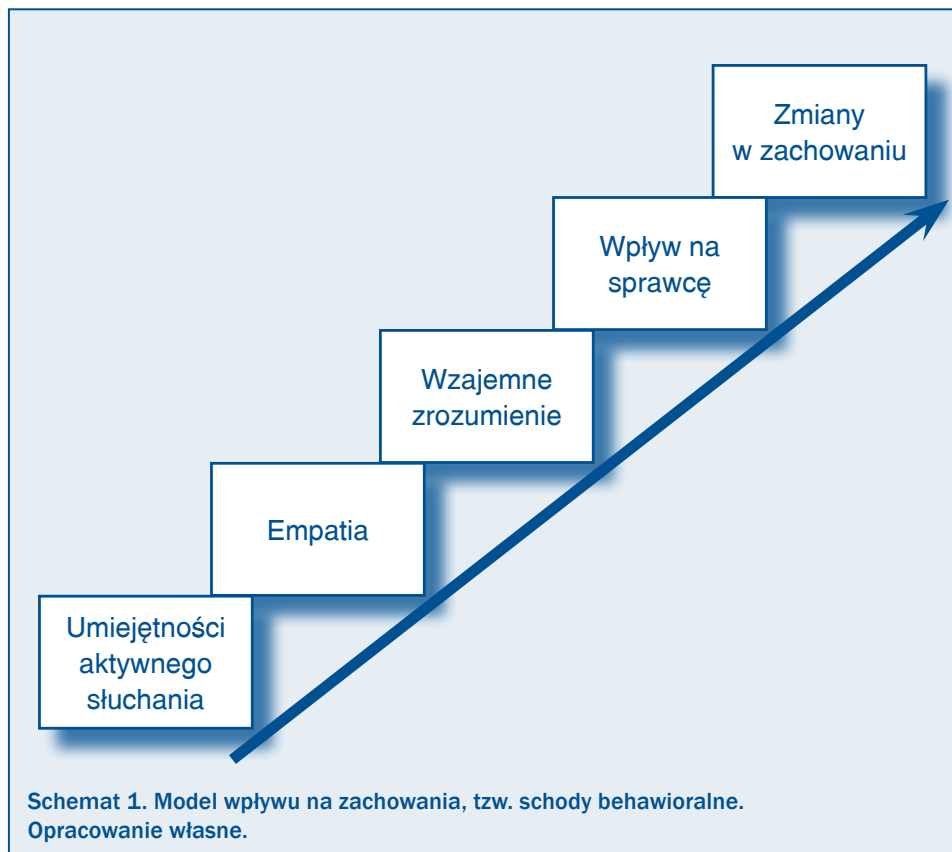 Zmiany
w zachowaniu
Wpływ na
sprawcę
Wzajemne
zrozumienie
Empatia
Umiejętności
aktywnego
słuchania
Schemat 1. Model wpływu na zachowania, tzw. schody behawioralne.
Opracowanie własne.